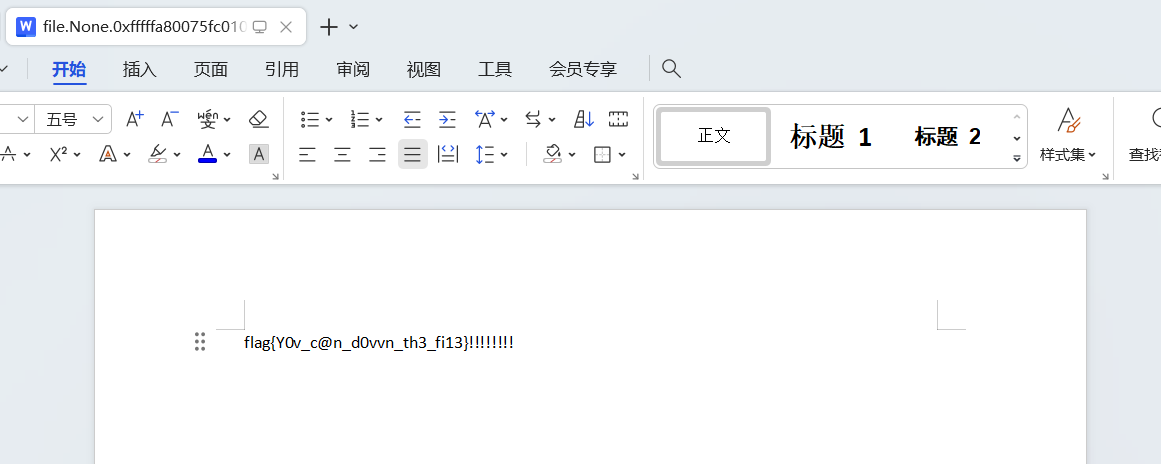 file.None.0xfffffa80075fc010
开始 插入 页面 引用 审阅 视图 工具 会员专享
五号 A+ A- wén
X² A A A
正文 标题 1 标题 2 样式集 查找
flag{Y0v_c@n_d0vvn_th3_fi13}!!!!!!!!